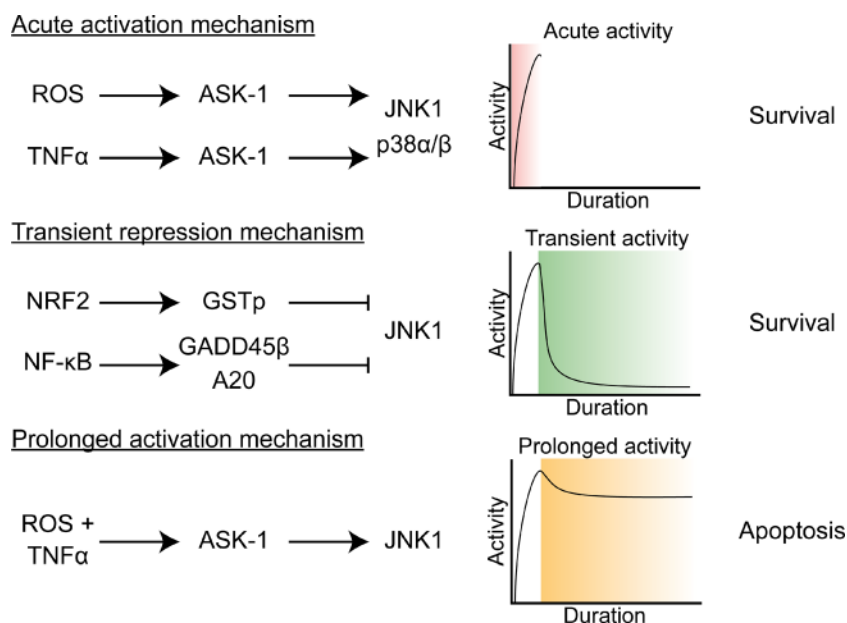 Acute activation mechanism
ROS
ASK-1
TNFα
ASK-1
JNK1
p38α/β
Acute activity
Activity
Duration
Survival
Transient repression mechanism
NRF2
GSTp
NF-κB
GADD45β
A20
JNK1
Transient activity
Activity
Duration
Survival
Prolonged activation mechanism
ROS +
TNFα
ASK-1
JNK1
Prolonged activity
Activity
Duration
Apoptosis